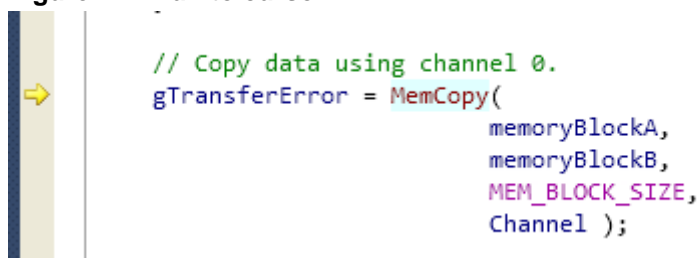 // Copy data using channel 0.
gTransferError = MemCopy(
memoryBlockA,
memoryBlockB,
MEM_BLOCK_SIZE,
Channel );